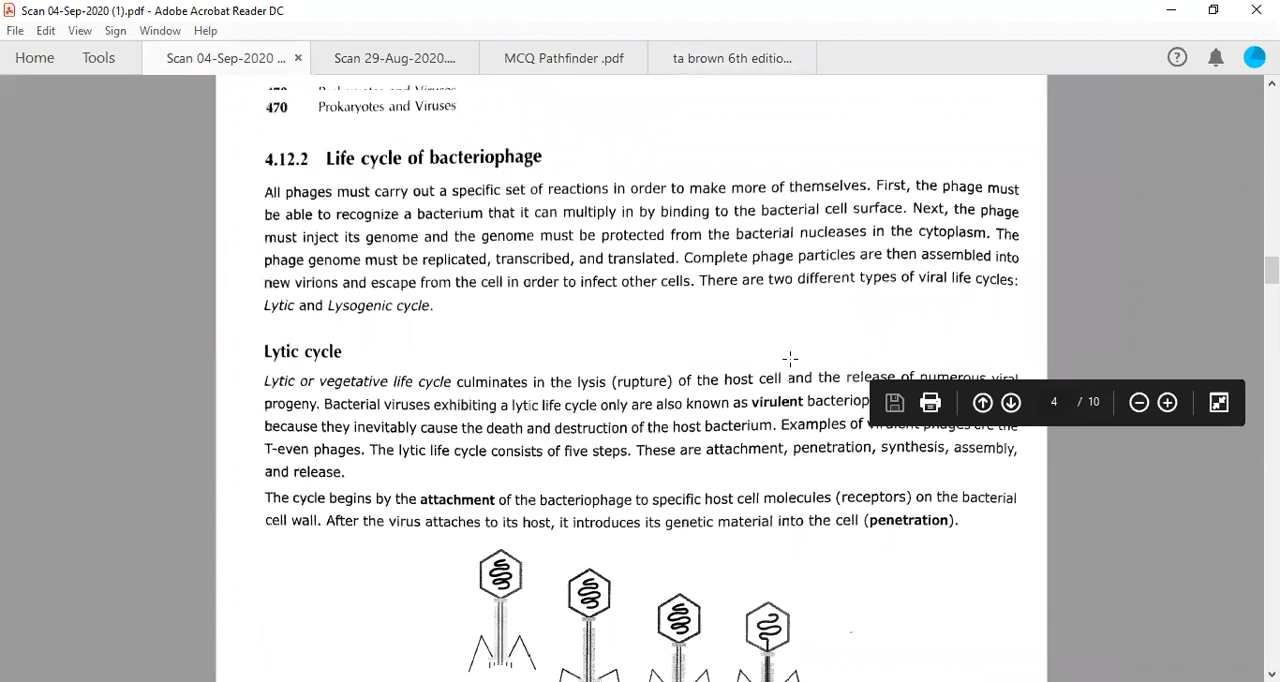 Scan 04-Sep-2020 (1).pdf - Adobe Acrobat Reader DC
File Edit View Sign Window Help
Home Tools Scan 04-Sep-2020 ... × Scan 29-Aug-2020.... MCQ Pathfinder .pdf ta brown 6th editio...
470 Prokaryotes and Viruses
4.12.2 Life cycle of bacteriophage
All phages must carry out a specific set of reactions in order to make more of themselves. First, the phage must
be able to recognize a bacterium that it can multiply in by binding to the bacterial cell surface. Next, the phage
must inject its genome and the genome must be protected from the bacterial nucleases in the cytoplasm. The
phage genome must be replicated, transcribed, and translated. Complete phage particles are then assembled into
new virions and escape from the cell in order to infect other cells. There are two different types of viral life cycles:
Lytic and Lysogenic cycle.
Lytic cycle
Lytic or vegetative life cycle culminates in the lysis (rupture) of the host cell and the release of numerous viral
progeny. Bacterial viruses exhibiting a lytic life cycle only are also known as virulent bacteriop
because they inevitably cause the death and destruction of the host bacterium. Examples of virulent phages are the
T-even phages. The lytic life cycle consists of five steps. These are attachment, penetration, synthesis, assembly,
and release.
The cycle begins by the attachment of the bacteriophage to specific host cell molecules (receptors) on the bacterial
cell wall. After the virus attaches to its host, it introduces its genetic material into the cell (penetration).
4 / 10